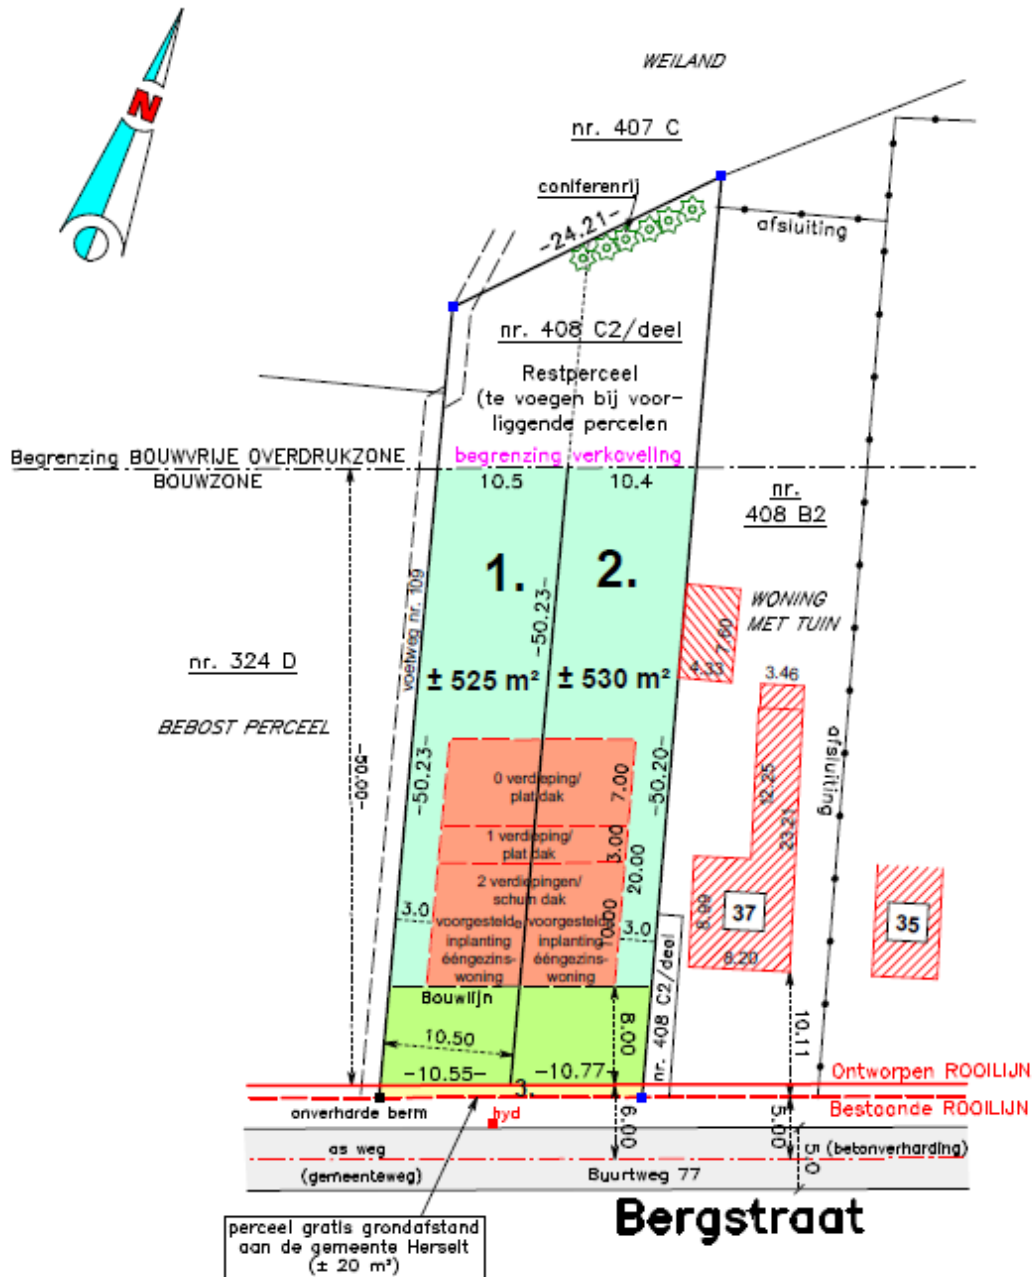 WEILAND
N
nr. 407 C
coniferenrij
-24.21-
afsluiting
nr. 408 C2/deel
Restperceel
(te voegen bij voor-
liggende percelen
Begrenzing BOUWVRIJE OVERDRUKZONE
begrenzing verkaveling
BOUWZONE
10.5
10.4
nr.
408 B2
1.
2.
voetweg nr. 109
-50.23-
WONING
MET TUIN
7.60
4.33
3.46
nr. 324 D
± 525 m²
± 530 m²
BEBOST PERCEEL
-50.00-
-50.23-
-50.20-
afsluiting
0 verdieping/
plat dak
7.00
12.25
23.21
1 verdieping/
plat dak
3.00
20.00
2 verdiepingen/
schuin dak
10.00
3.0
3.0
voorgestelde
inplanting
ééngezins-
woning
voorgestelde
inplanting
ééngezins-
woning
8.99
37
35
8.20
nr. 408 C2/deel
Bouwlijn
8.00
10.50
10.11
-10.55-
-10.77-
3.
Ontworpen ROOILIJN
onverharde berm
hyd
6.00
5.00
Bestaande ROOILIJN
as weg
5.0
(betonverharding)
(gemeenteweg)
Buurtweg 77
Bergstraat
perceel gratis grondafstand
aan de gemeente Herselt
(± 20 m²)